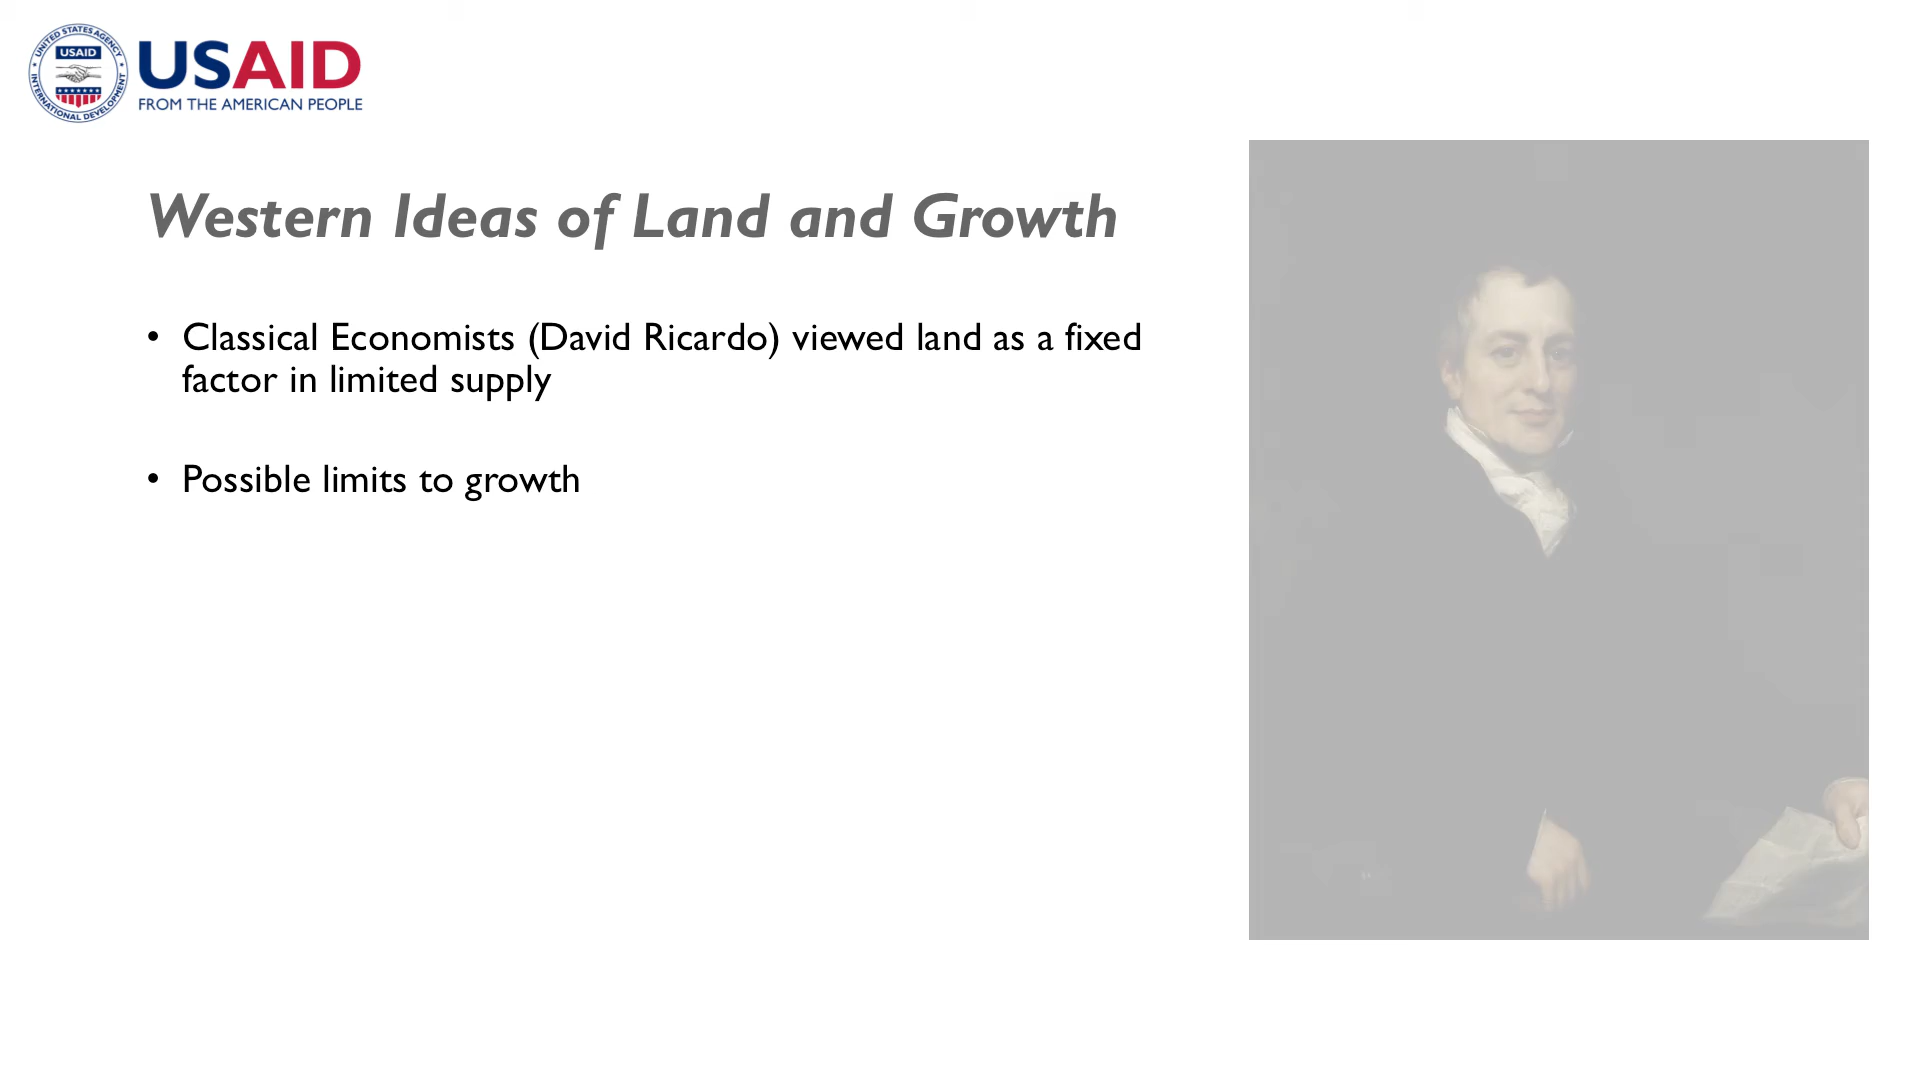 UNITED STATES AGENCY
USAID
INTERNATIONAL DEVELOPMENT
USAID
FROM THE AMERICAN PEOPLE
Western Ideas of Land and Growth
• Classical Economists (David Ricardo) viewed land as a fixed
factor in limited supply
• Possible limits to growth